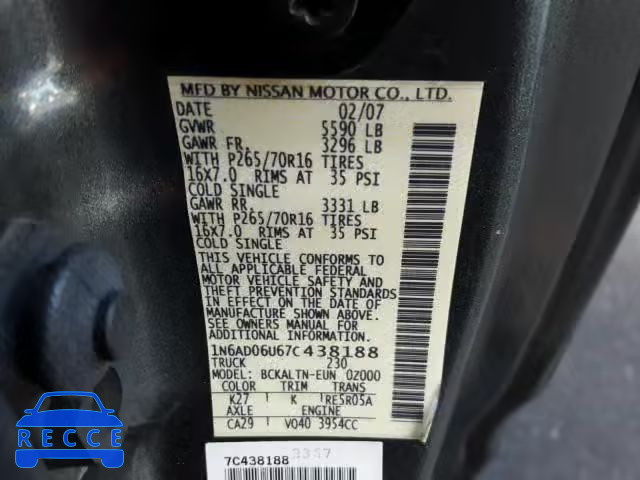 MFD BY NISSAN MOTOR CO., LTD.
DATE 02/07
GVWR 5590 LB
GAWR FR. 3296 LB
WITH P265/70R16 TIRES
16X7.0 RIMS AT 35 PSI
COLD SINGLE
GAWR RR. 3331 LB
WITH P265/70R16 TIRES
16X7.0 RIMS AT 35 PSI
COLD SINGLE
THIS VEHICLE CONFORMS TO
ALL APPLICABLE FEDERAL
MOTOR VEHICLE SAFETY AND
THEFT PREVENTION STANDARDS
IN EFFECT ON THE DATE OF
MANUFACTURE SHOWN ABOVE.
SEE OWNERS MANUAL FOR
ADDITIONAL INFORMATION.
1N6AD06U67C438188
TRUCK 230
MODEL: BCKALTN-EUN 02000
COLOR TRIM TRANS
K27 K RE5R05A
AXLE ENGINE
CA29 VQ40 3954CC
7C438188
AUTO BID MASTER